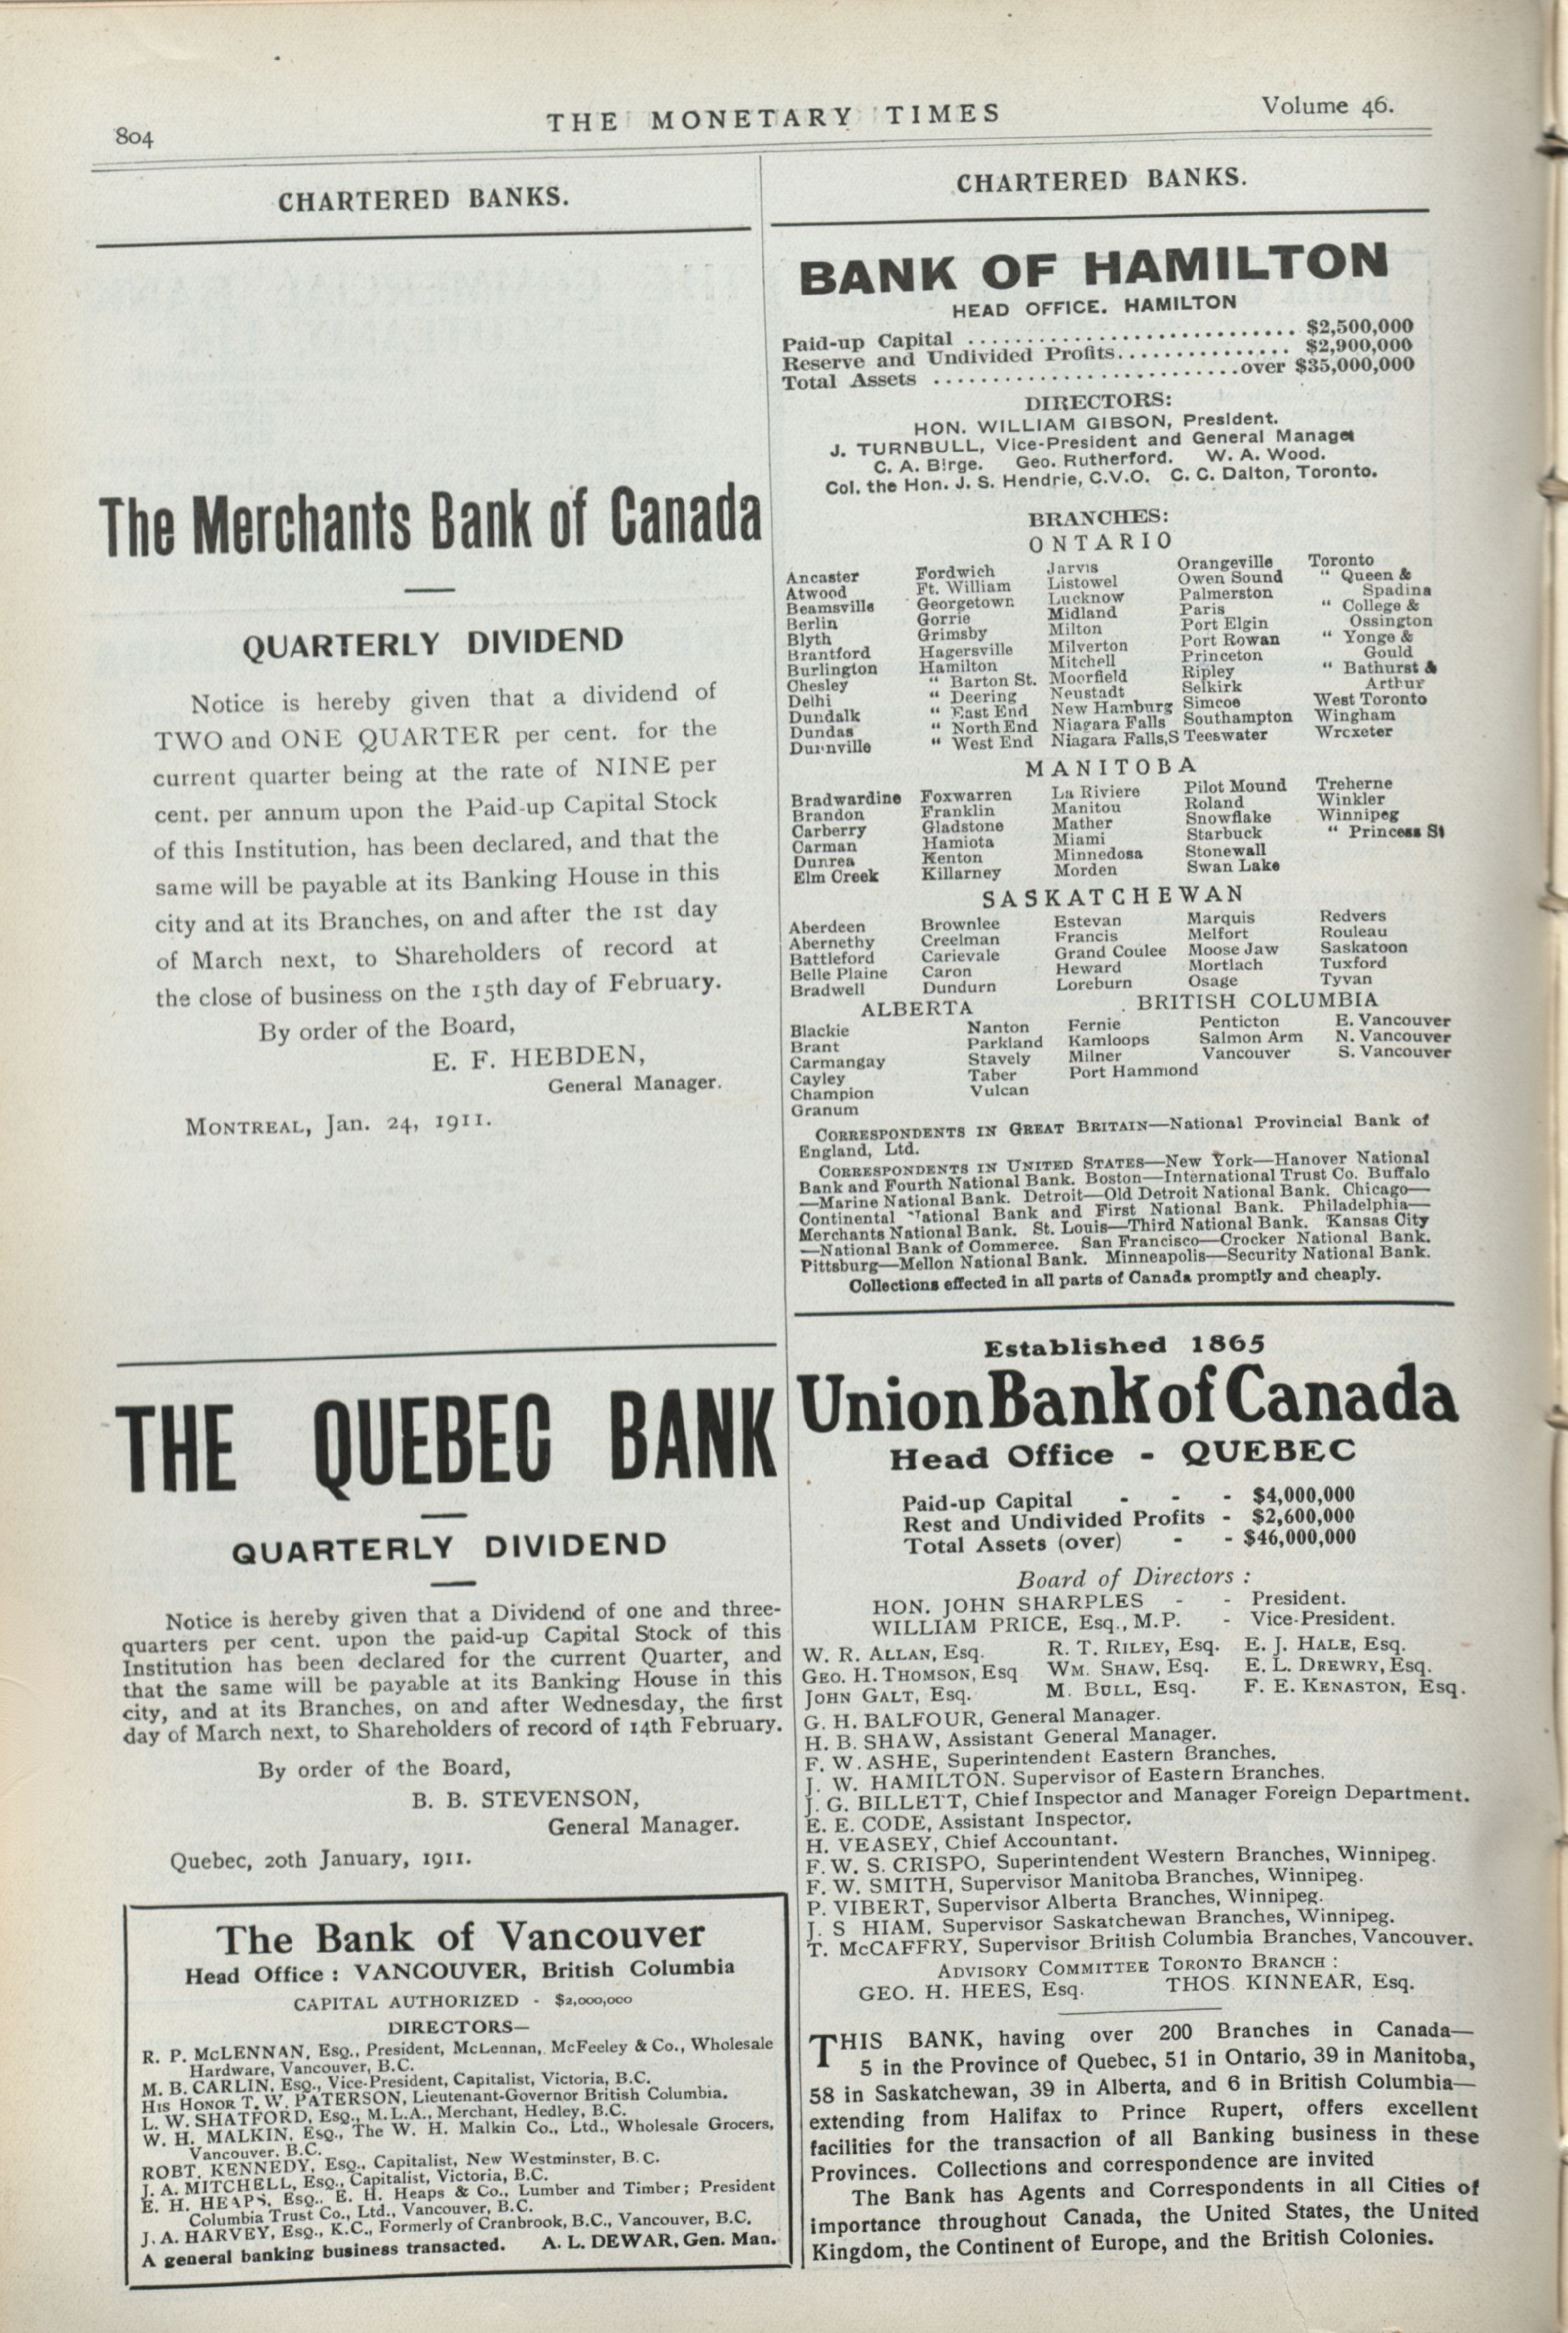 804
THE MONETARY TIMES
Volume 46.
CHARTERED BANKS.
The Merchants Bank of Canada
QUARTERLY DIVIDEND
Notice is hereby given that a dividend of
TWO and ONE QUARTER per cent. for the
current quarter being at the rate of NINE per
cent. per annum upon the Paid-up Capital Stock
of this Institution, has been declared, and that the
same will be payable at its Banking House in this
city and at its Branches, on and after the 1st day
of March next, to Shareholders of record at
the close of business on the 15th day of February.
By order of the Board,
E. F. HEBDEN,
General Manager.
MONTREAL, Jan. 24, 1911.
THE QUEBEC BANK
QUARTERLY DIVIDEND
Notice is hereby given that a Dividend of one and three-
quarters per cent. upon the paid-up Capital Stock of this
Institution has been declared for the current Quarter, and
that the same will be payable at its Banking House in this
city, and at its Branches, on and after Wednesday, the first
day of March next, to Shareholders of record of 14th February.
By order of the Board,
B. B. STEVENSON,
General Manager.
Quebec, 20th January, 1911.
The Bank of Vancouver
Head Office : VANCOUVER, British Columbia
CAPITAL AUTHORIZED - $2,000,000
DIRECTORS—
R. P. McLENNAN, Esq., President, McLennan, McFeeley & Co., Wholesale
Hardware, Vancouver, B.C.
M. B. CARLIN, Esq., Vice-President, Capitalist, Victoria, B.C.
HIS HONOR T. W. PATERSON, Lieutenant-Governor British Columbia.
L. W. SHATFORD, Esq., M.L.A., Merchant, Hedley, B.C.
W. H. MALKIN, Esq., The W. H. Malkin Co., Ltd., Wholesale Grocers,
Vancouver. B.C.
ROBT. KENNEDY, Esq., Capitalist, New Westminster, B.C.
J. A. MITCHELL, Esq., Capitalist, Victoria, B.C.
E. H. HEAPS, Esq., E. H. Heaps & Co., Lumber and Timber; President
Columbia Trust Co., Ltd., Vancouver, B.C.
J. A. HARVEY, Esq., K.C., Formerly of Cranbrook, B.C., Vancouver, B.C.
A general banking business transacted. A. L. DEWAR, Gen. Man.
CHARTERED BANKS.
BANK OF HAMILTON
HEAD OFFICE. HAMILTON
Paid-up Capital .............................. $2,500,000
Reserve and Undivided Profits............... $2,900,000
Total Assets ..........................over $35,000,000
DIRECTORS:
HON. WILLIAM GIBSON, President.
J. TURNBULL, Vice-President and General Manager
C. A. Birge. Geo. Rutherford. W. A. Wood.
Col. the Hon. J. S. Hendrie, C.V.O. C. C. Dalton, Toronto.
BRANCHES:
ONTARIO
Ancaster Fordwich Jarvis Orangeville Toronto
Atwood Ft. William Listowel Owen Sound " Queen &
Beamsville Georgetown Lucknow Palmerston Spadina
Berlin Gorrie Midland Paris " College &
Blyth Grimsby Milton Port Elgin Ossington
Brantford Hagersville Milverton Port Rowan " Yonge &
Burlington Hamilton Mitchell Princeton Gould
Chesley " Barton St. Moorfield Ripley " Bathurst &
Delhi " Deering Neustadt Selkirk Arthur
Dundalk " East End New Hamburg Simcoe West Toronto
Dundas " North End Niagara Falls Southampton Wingham
Dunnville " West End Niagara Falls,S Teeswater Wroxeter
MANITOBA
Bradwardine Foxwarren La Riviere Pilot Mound Treherne
Brandon Franklin Manitou Roland Winkler
Carberry Gladstone Mather Snowflake Winnipeg
Carman Hamiota Miami Starbuck " Princess St
Dunrea Kenton Minnedosa Stonewall
Elm Creek Killarney Morden Swan Lake
SASKATCHEWAN
Aberdeen Brownlee Estevan Marquis Redvers
Abernethy Creelman Francis Melfort Rouleau
Battleford Carievale Grand Coulee Moose Jaw Saskatoon
Belle Plaine Caron Heward Mortlach Tuxford
Bradwell Dundurn Loreburn Osage Tyvan
ALBERTA BRITISH COLUMBIA
Blackie Nanton Fernie Penticton E. Vancouver
Brant Parkland Kamloops Salmon Arm N. Vancouver
Carmangay Stavely Milner Vancouver S. Vancouver
Cayley Taber Port Hammond
Champion Vulcan
Granum
CORRESPONDENTS IN GREAT BRITAIN—National Provincial Bank of
England, Ltd.
CORRESPONDENTS IN UNITED STATES—New York—Hanover National
Bank and Fourth National Bank. Boston—International Trust Co. Buffalo
—Marine National Bank. Detroit—Old Detroit National Bank. Chicago—
Continental National Bank and First National Bank. Philadelphia—
Merchants National Bank. St. Louis—Third National Bank. Kansas City
—National Bank of Commerce. San Francisco—Crocker National Bank.
Pittsburg—Mellon National Bank. Minneapolis—Security National Bank.
Collections effected in all parts of Canada promptly and cheaply.
Established 1865
Union Bank of Canada
Head Office - QUEBEC
Paid-up Capital - - - $4,000,000
Rest and Undivided Profits - $2,600,000
Total Assets (over) - - $46,000,000
Board of Directors :
HON. JOHN SHARPLES - - President.
WILLIAM PRICE, Esq., M.P. - Vice-President.
W. R. ALLAN, Esq. R. T. RILEY, Esq. E. J. HALE, Esq.
GEO. H. THOMSON, Esq WM. SHAW, Esq. E. L. DREWRY, Esq.
JOHN GALT, Esq. M. BULL, Esq. F. E. KENASTON, Esq.
G. H. BALFOUR, General Manager.
H. B. SHAW, Assistant General Manager.
F. W. ASHE, Superintendent Eastern Branches.
J. W. HAMILTON. Supervisor of Eastern Branches.
J. G. BILLETT, Chief Inspector and Manager Foreign Department.
E. E. CODE, Assistant Inspector.
H. VEASEY, Chief Accountant.
F. W. S. CRISPO, Superintendent Western Branches, Winnipeg.
F. W. SMITH, Supervisor Manitoba Branches, Winnipeg.
P. VIBERT, Supervisor Alberta Branches, Winnipeg.
J. S HIAM, Supervisor Saskatchewan Branches, Winnipeg.
T. McCAFFRY, Supervisor British Columbia Branches, Vancouver.
ADVISORY COMMITTEE TORONTO BRANCH :
GEO. H. HEES, Esq. THOS. KINNEAR, Esq.
THIS BANK, having over 200 Branches in Canada—
5 in the Province of Quebec, 51 in Ontario, 39 in Manitoba,
58 in Saskatchewan, 39 in Alberta, and 6 in British Columbia—
extending from Halifax to Prince Rupert, offers excellent
facilities for the transaction of all Banking business in these
Provinces. Collections and correspondence are invited
The Bank has Agents and Correspondents in all Cities of
importance throughout Canada, the United States, the United
Kingdom, the Continent of Europe, and the British Colonies.